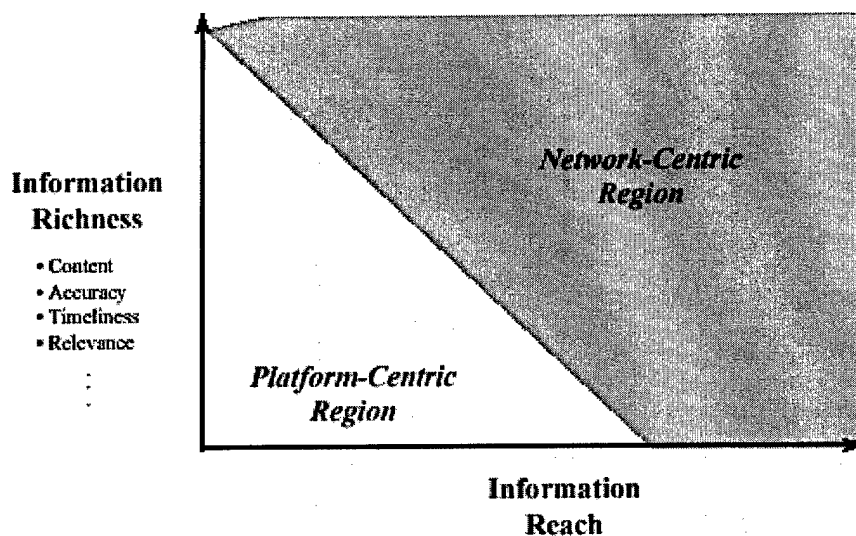 Network-Centric
Region
Information
Richness
• Content
• Accuracy
• Timeliness
• Relevance
Platform-Centric
Region
Information
Reach